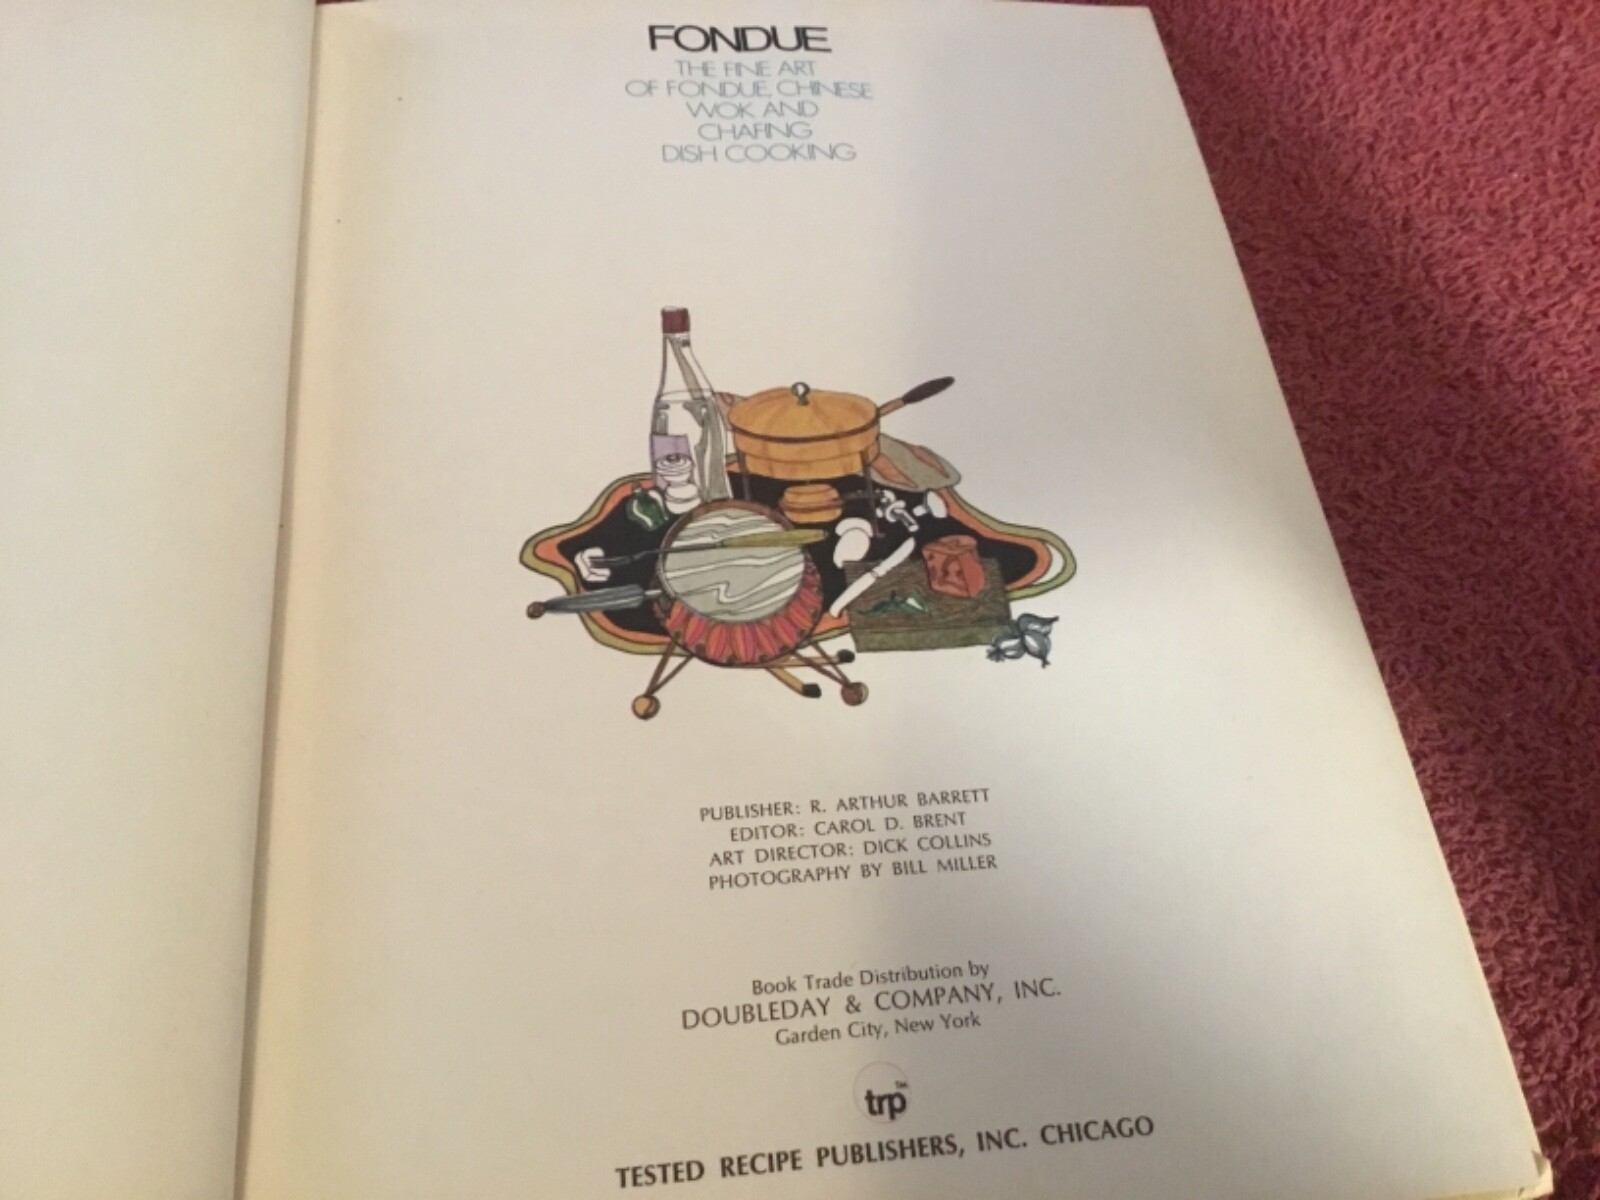 FONDUE
THE FINE ART
OF FONDUE, CHINESE
WOK AND
CHAFING
DISH COOKING
PUBLISHER: R. ARTHUR BARRETT
EDITOR: CAROL D. BRENT
ART DIRECTOR: DICK COLLINS
PHOTOGRAPHY BY BILL MILLER
Book Trade Distribution by
DOUBLEDAY & COMPANY, INC.
Garden City, New York
trp™
TESTED RECIPE PUBLISHERS, INC. CHICAGO